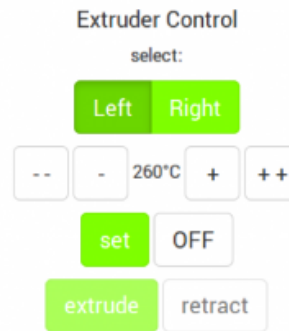 Extruder Control
select:
Left Right
-- - 260°C + ++
set OFF
extrude retract